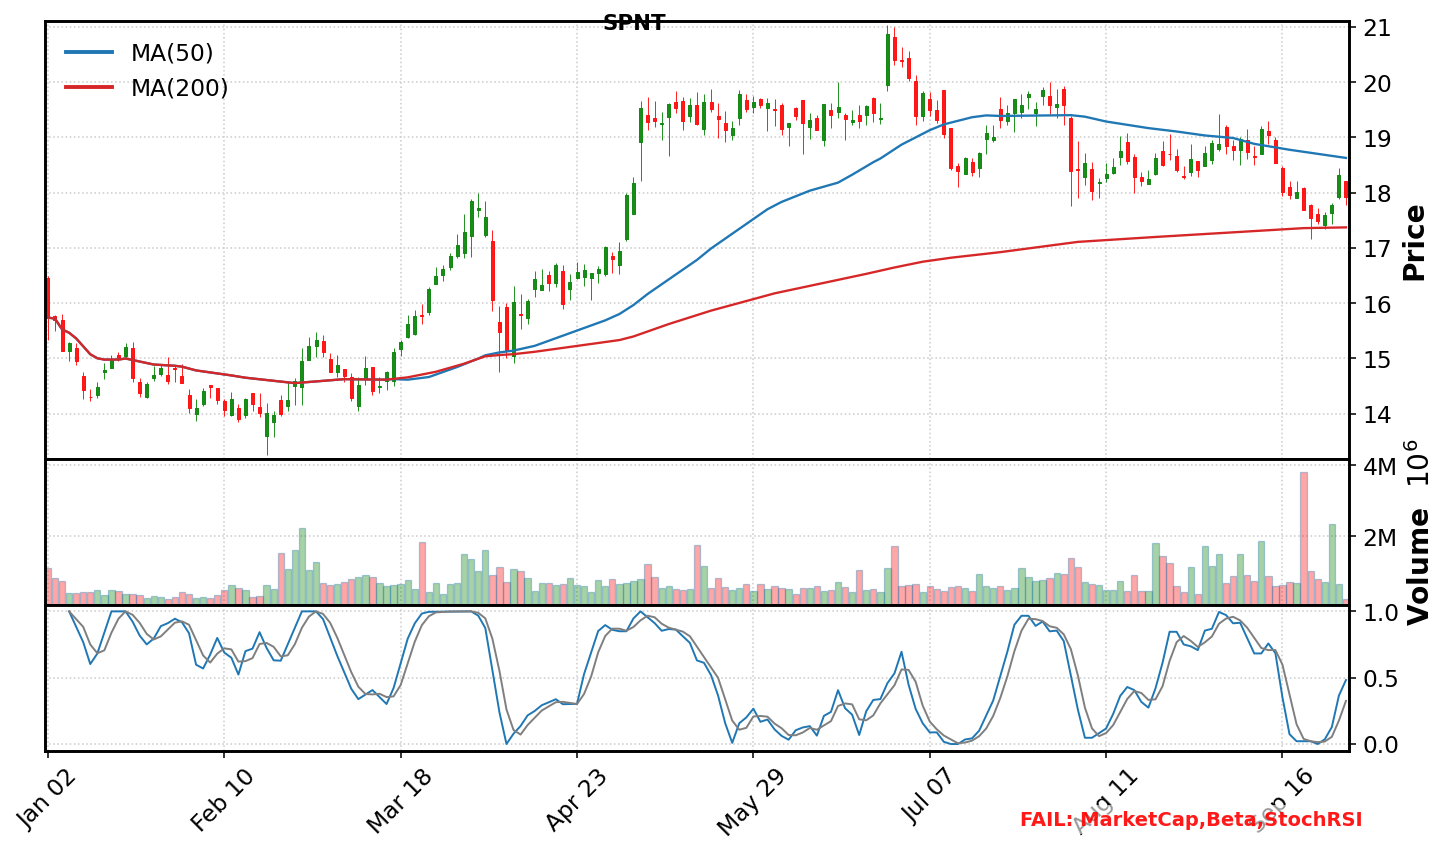 SPNT
MA(50)
MA(200)
21
20
19
18
17
16
15
14
Price
4M
2M
Volume 10^6
1.0
0.5
0.0
Jan 02
Feb 10
Mar 18
Apr 23
May 29
Jul 07
Aug 11
Sep 16
FAIL: MarketCap,Beta,StochRSI